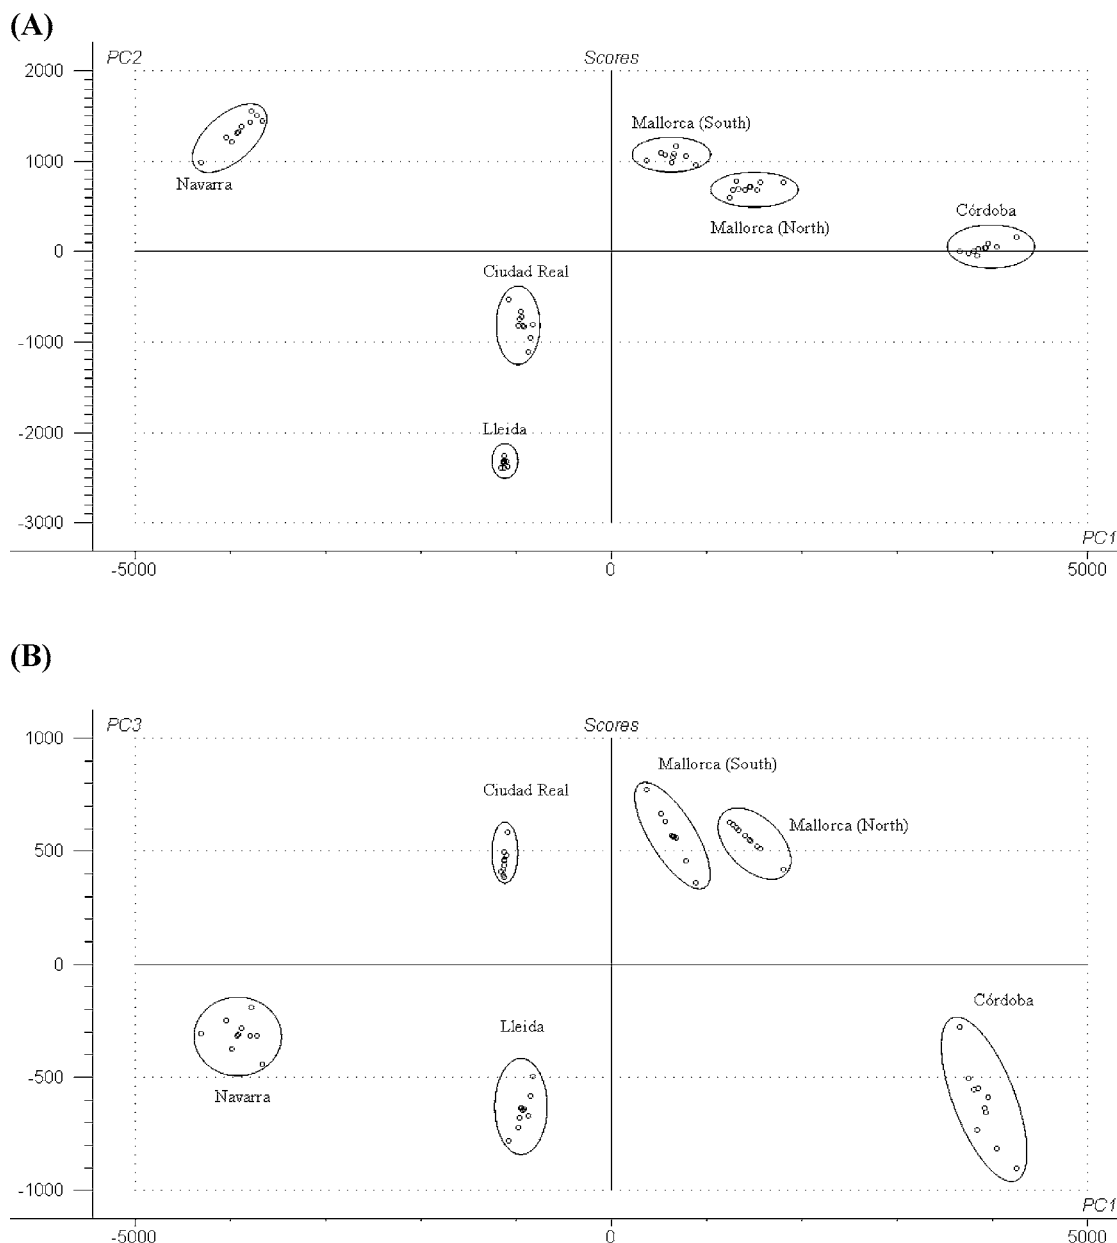 (A)
PC2 Scores
2000
Mallorca (South)
1000
Navarra
Mallorca (North)
Córdoba
0
Ciudad Real
-1000
Lleida
-2000
-3000
PC1
-5000 0 5000
(B)
PC3 Scores
1000
Mallorca (South)
Ciudad Real
Mallorca (North)
500
0
Córdoba
Lleida
-500
Navarra
-1000
PC1
-5000 0 5000